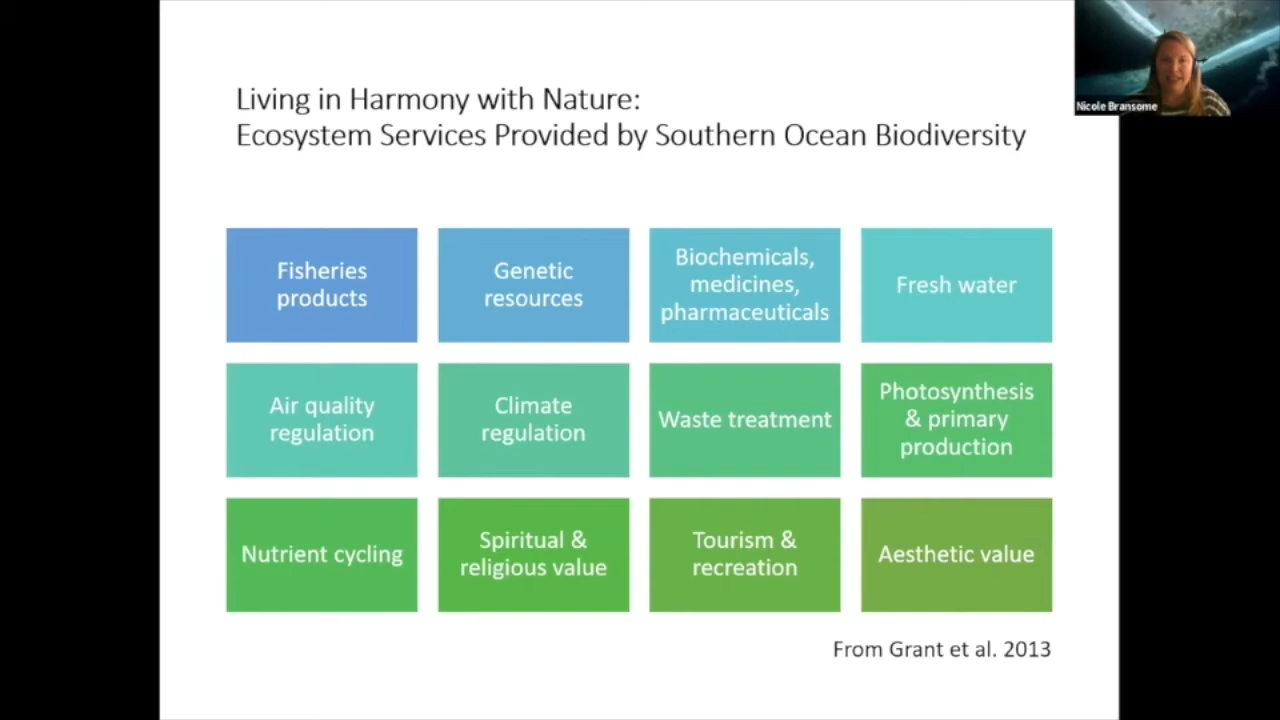 Nicole Bransome
Living in Harmony with Nature:
Ecosystem Services Provided by Southern Ocean Biodiversity
Fisheries
products
Genetic
resources
Biochemicals,
medicines,
pharmaceuticals
Fresh water
Air quality
regulation
Climate
regulation
Waste treatment
Photosynthesis
& primary
production
Nutrient cycling
Spiritual &
religious value
Tourism &
recreation
Aesthetic value
From Grant et al. 2013